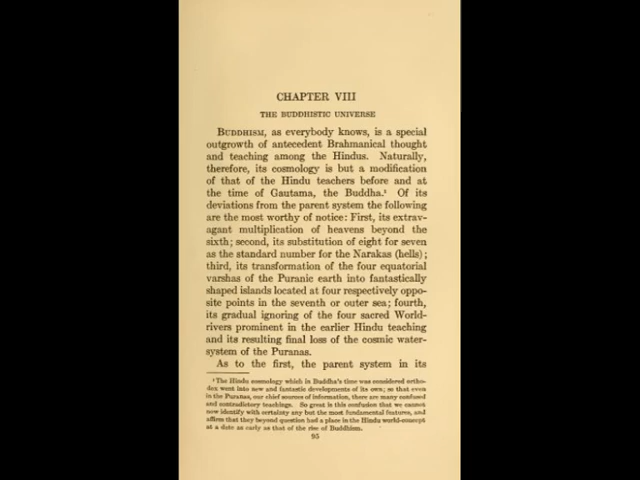 CHAPTER VIII
THE BUDDHISTIC UNIVERSE
BUDDHISM, as everybody knows, is a special
outgrowth of antecedent Brahmanical thought
and teaching among the Hindus. Naturally,
therefore, its cosmology is but a modification
of that of the Hindu teachers before and at
the time of Gautama, the Buddha.¹ Of its
deviations from the parent system the following
are the most worthy of notice: First, its extrav-
agant multiplication of heavens beyond the
sixth; second, its substitution of eight for seven
as the standard number for the Narakas (hells);
third, its transformation of the four equatorial
varshas of the Puranic earth into fantastically
shaped islands located at four respectively oppo-
site points in the seventh or outer sea; fourth,
its gradual ignoring of the four sacred World-
rivers prominent in the earlier Hindu teaching
and its resulting final loss of the cosmic water-
system of the Puranas.
As to the first, the parent system in its
¹ The Hindu cosmology which in Buddha's time was considered ortho-
dox went into new and fantastic developments of its own; so that even
in the Puranas, our chief sources of information, there are many confused
and contradictory teachings. So great is this confusion that we cannot
now identify with certainty any but the most fundamental features, and
affirm that they beyond question had a place in the Hindu world-concept
at a date as early as that of the rise of Buddhism.
95